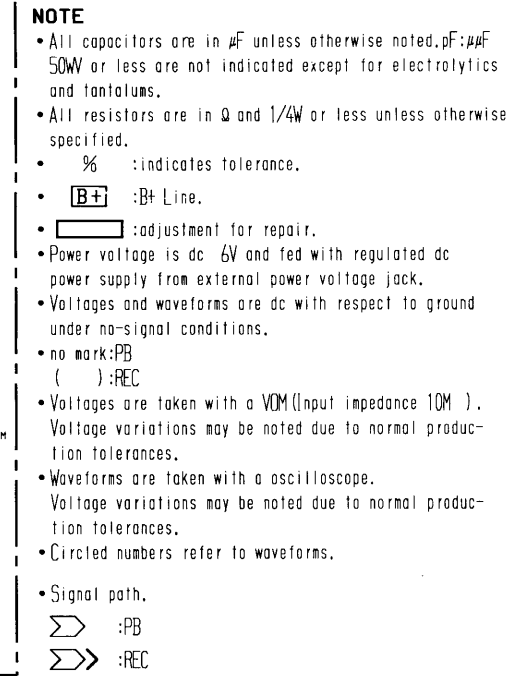 NOTE
• All capacitors are in μF unless otherwise noted. pF:μμF
50WV or less are not indicated except for electrolytics
and tantalums.
• All resistors are in Ω and 1/4W or less unless otherwise
specified.
• % :indicates tolerance.
• B+ :B+ Line.
• :adjustment for repair.
• Power voltage is dc 6V and fed with regulated dc
power supply from external power voltage jack.
• Voltages and waveforms are dc with respect to ground
under no-signal conditions.
• no mark:PB
( ) :REC
• Voltages are taken with a VOM (Input impedance 10M ).
Voltage variations may be noted due to normal produc-
tion tolerances.
• Waveforms are taken with a oscilloscope.
Voltage variations may be noted due to normal produc-
tion tolerances.
• Circled numbers refer to waveforms.
• Signal path.
:PB
:REC
M